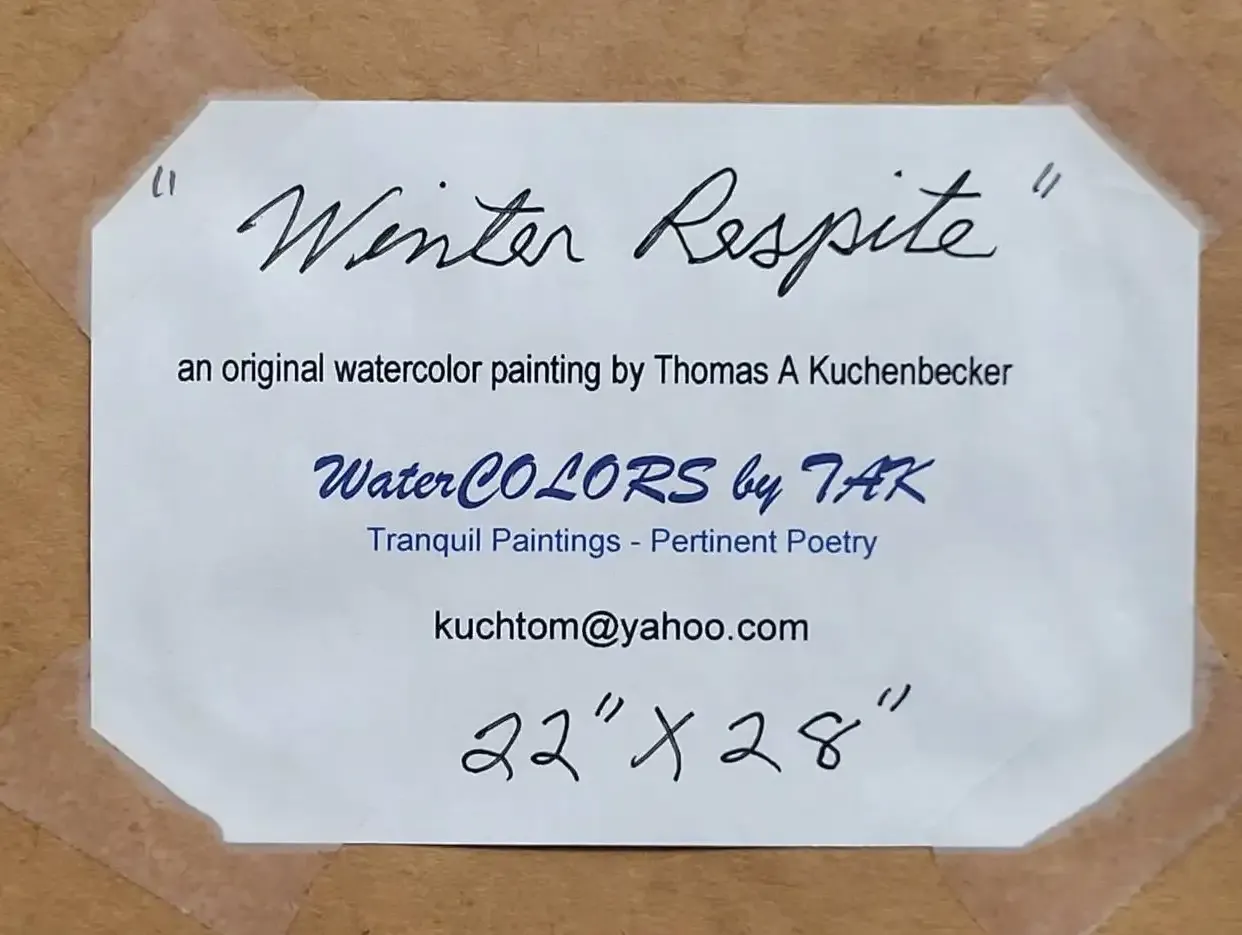 "Winter Respite"
an original watercolor painting by Thomas A Kuchenbecker
WaterCOLORS by TAK
Tranquil Paintings - Pertinent Poetry
kuchtom@yahoo.com
22" X 28"